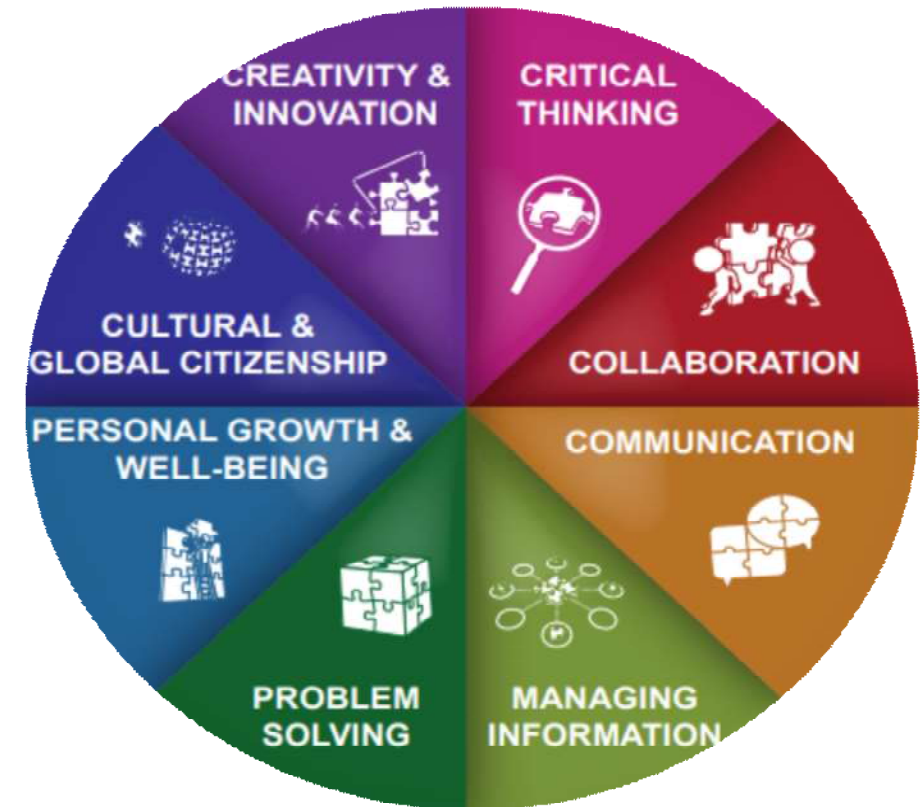 CREATIVITY &
INNOVATION
CRITICAL
THINKING
COLLABORATION
COMMUNICATION
MANAGING
INFORMATION
PROBLEM
SOLVING
PERSONAL GROWTH &
WELL-BEING
CULTURAL &
GLOBAL CITIZENSHIP